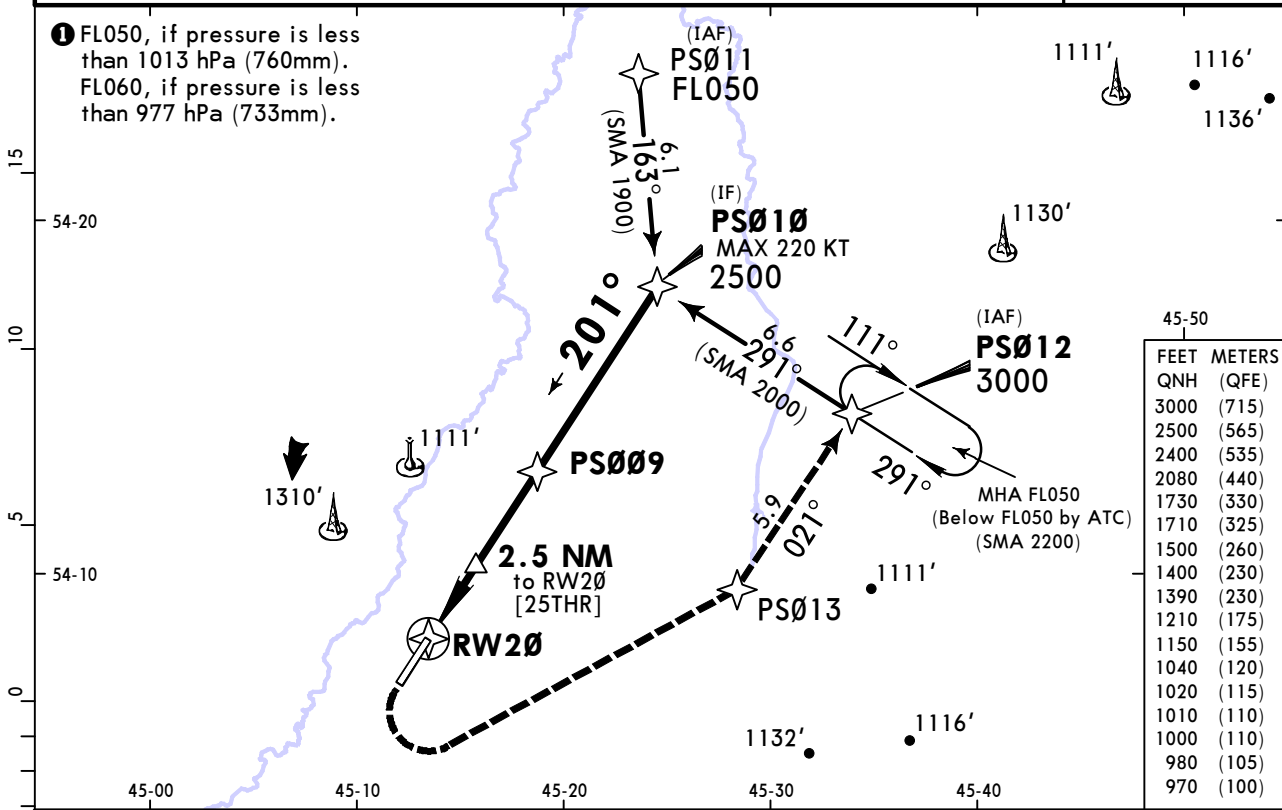 ❶ FL050, if pressure is less
than 1013 hPa (760mm).
FL060, if pressure is less
than 977 hPa (733mm).
(IAF)
PSØ11
FL050
1111'
1116'
1136'
15
6.1
163°
(SMA 1900)
54-20
(IF)
PSØ1Ø
MAX 220 KT
2500
1130'
201°
10
6.6
291°
(SMA 2000)
111°
(IAF)
PSØ12
3000
45-50
1111'
PSØØ9
1310'
291°
MHA FL050
(Below FL050 by ATC)
(SMA 2200)
5
5.9
021°
54-10
2.5 NM
to RW2Ø
[25THR]
1111'
PSØ13
RW2Ø
0
1132'
1116'
45-00
45-10
45-20
45-30
45-40
FEET METERS
QNH (QFE)
3000 (715)
2500 (565)
2400 (535)
2080 (440)
1730 (330)
1710 (325)
1500 (260)
1400 (230)
1390 (230)
1210 (175)
1150 (155)
1040 (120)
1020 (115)
1010 (110)
1000 (110)
980 (105)
970 (100)